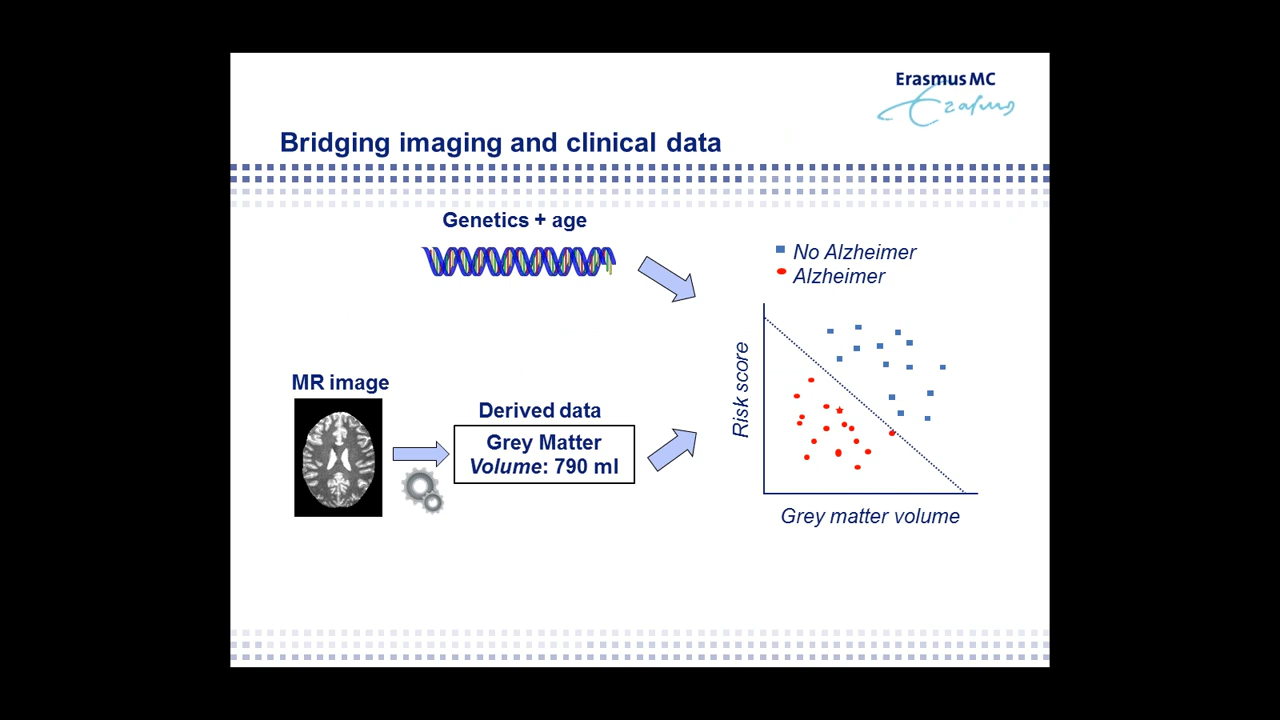 Erasmus MC
Erasmus
Bridging imaging and clinical data
Genetics + age
No Alzheimer
Alzheimer
MR image
Derived data
Grey Matter
Volume: 790 ml
Risk score
Grey matter volume